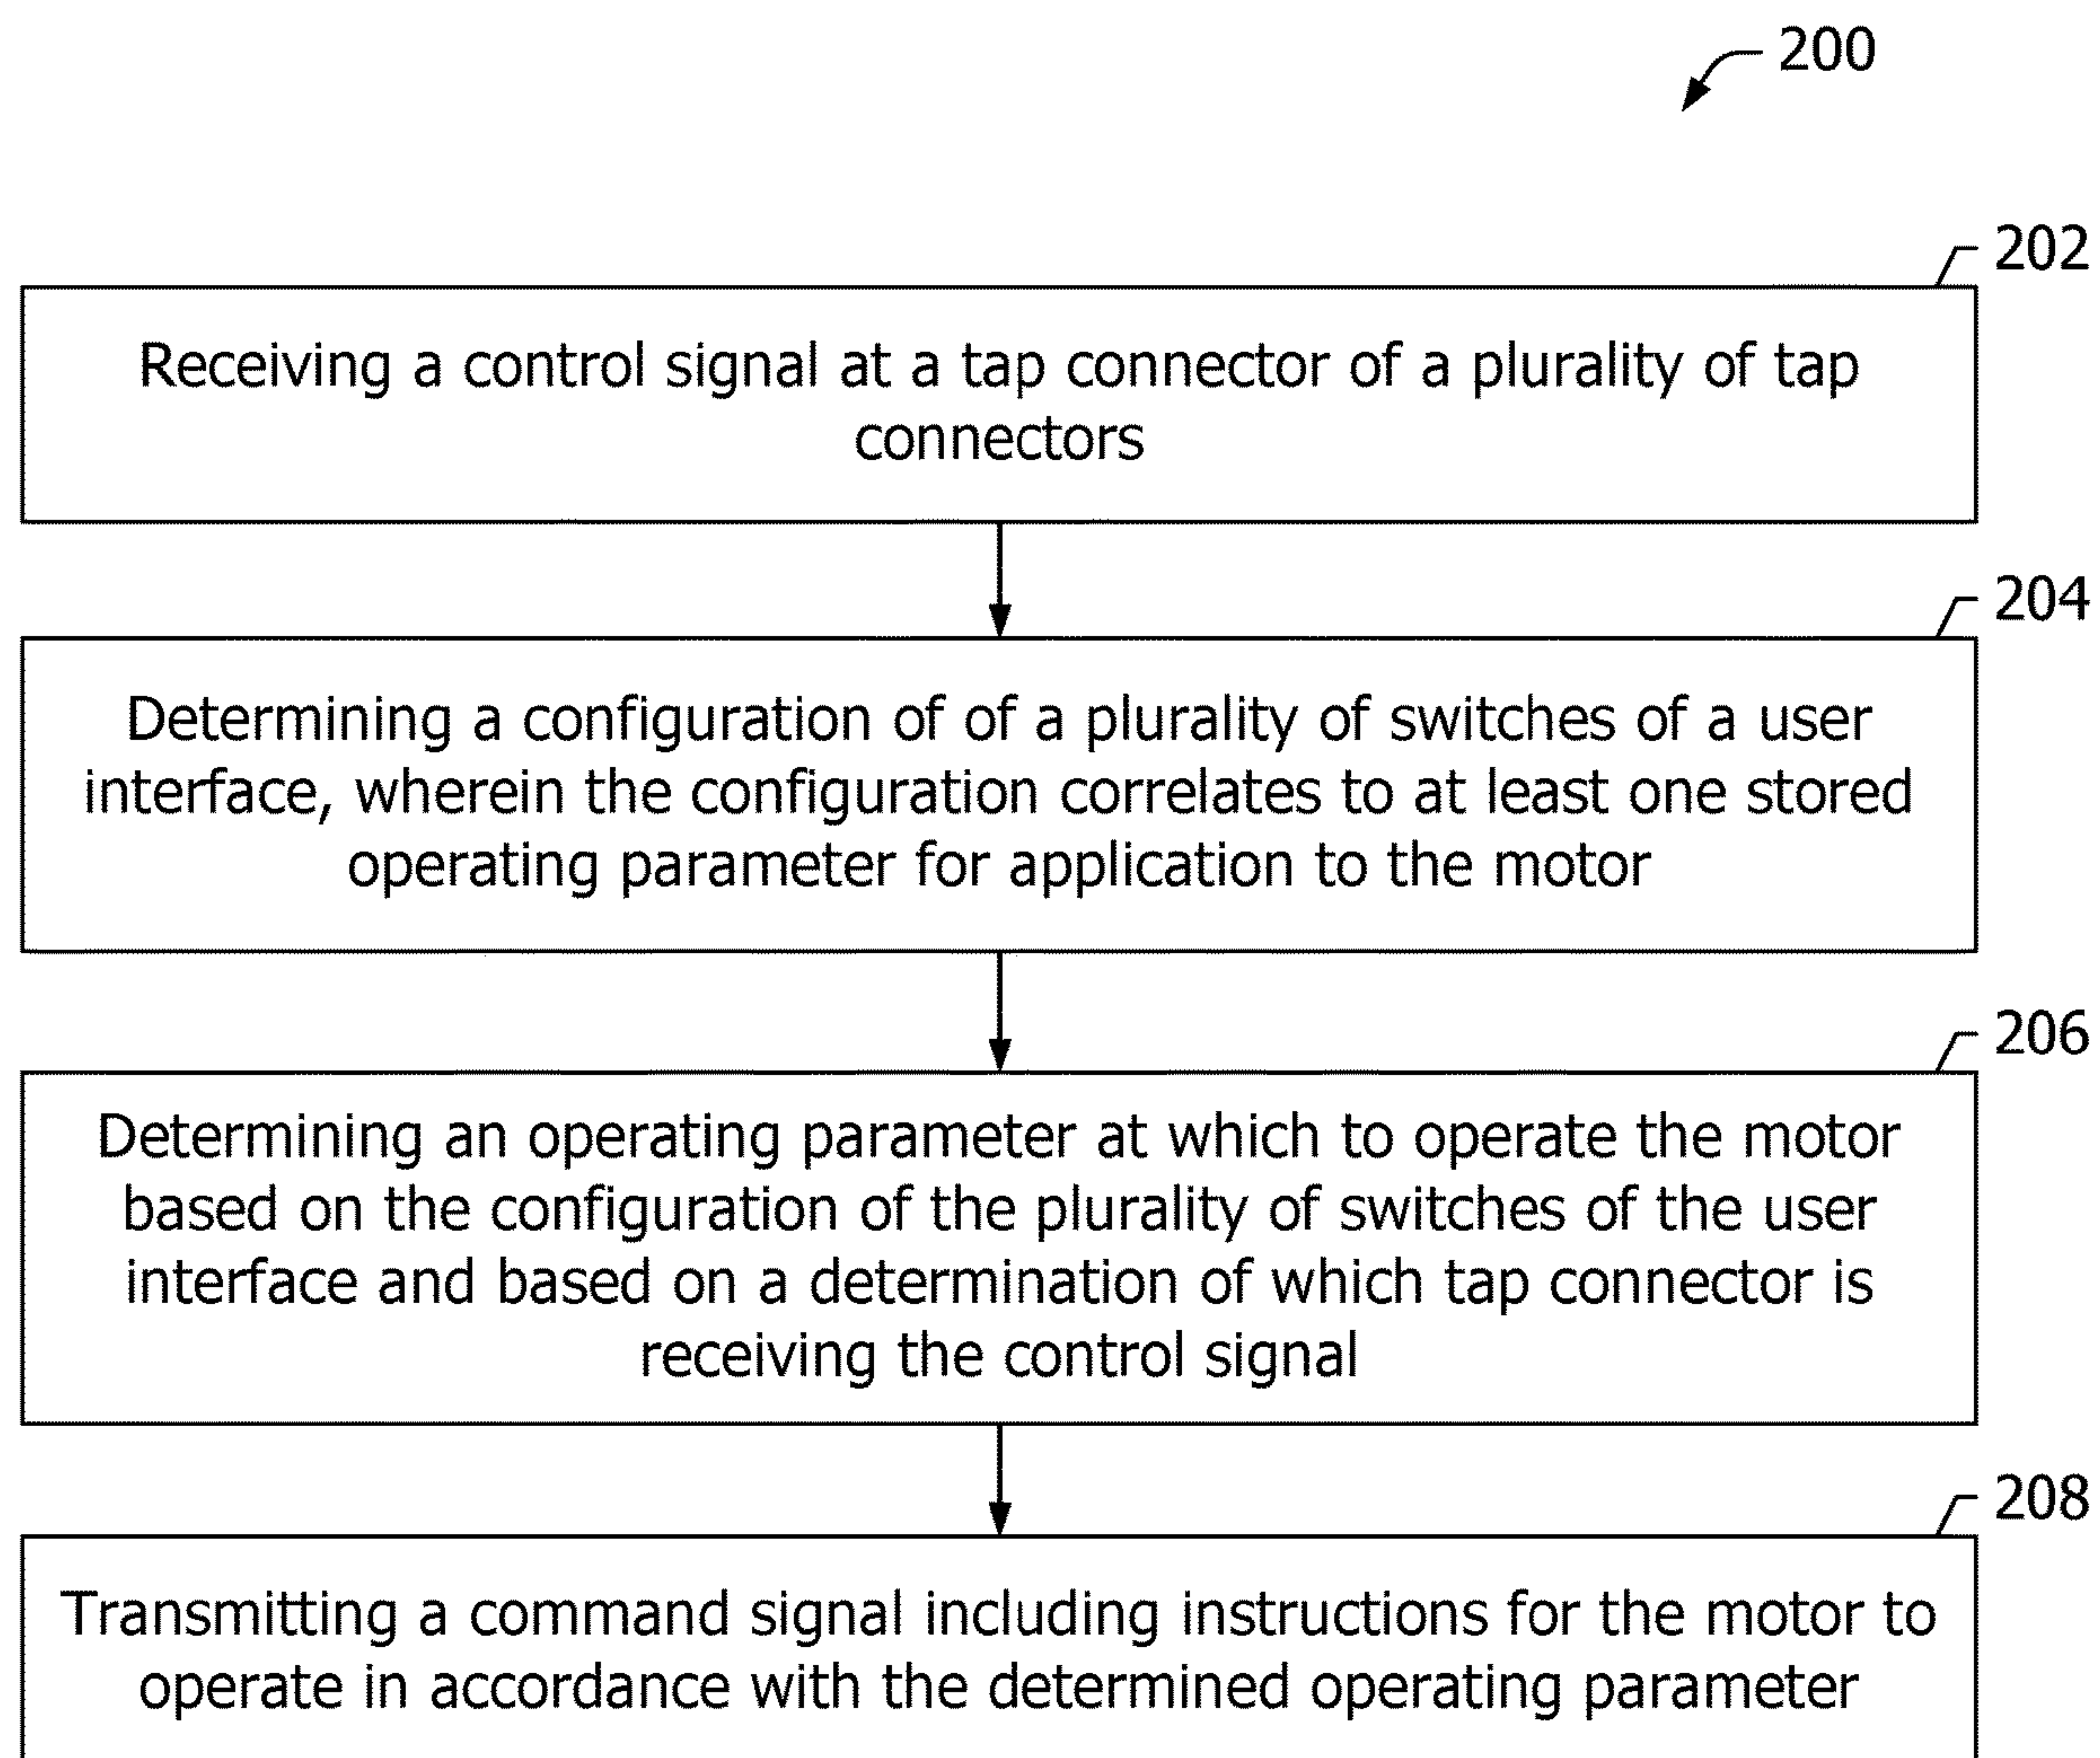 200
202
Receiving a control signal at a tap connector of a plurality of tap
connectors
204
Determining a configuration of of a plurality of switches of a user
interface, wherein the configuration correlates to at least one stored
operating parameter for application to the motor
206
Determining an operating parameter at which to operate the motor
based on the configuration of the plurality of switches of the user
interface and based on a determination of which tap connector is
receiving the control signal
208
Transmitting a command signal including instructions for the motor to
operate in accordance with the determined operating parameter